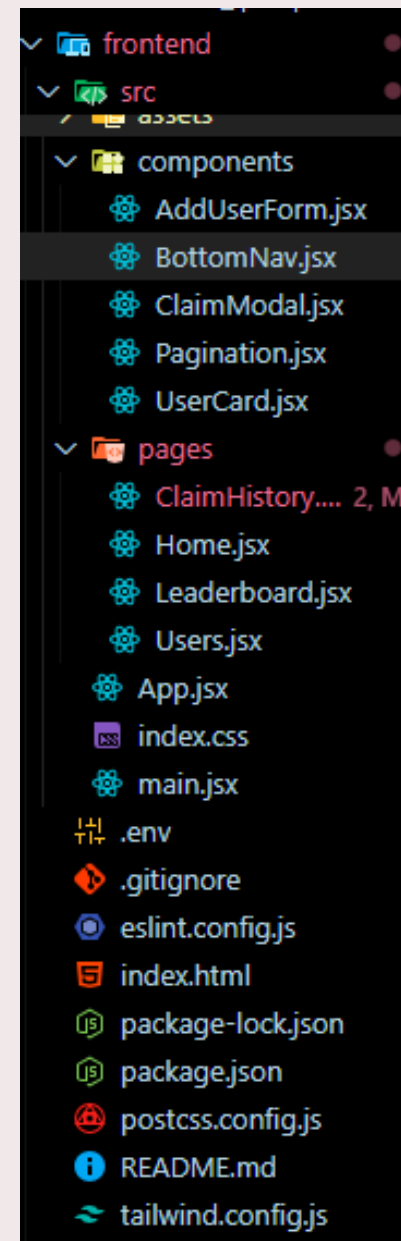 frontend
src
assets
components
AddUserForm.jsx
BottomNav.jsx
ClaimModal.jsx
Pagination.jsx
UserCard.jsx
pages
ClaimHistory.... 2, M
Home.jsx
Leaderboard.jsx
Users.jsx
App.jsx
index.css
main.jsx
.env
.gitignore
eslint.config.js
index.html
package-lock.json
package.json
postcss.config.js
README.md
tailwind.config.js